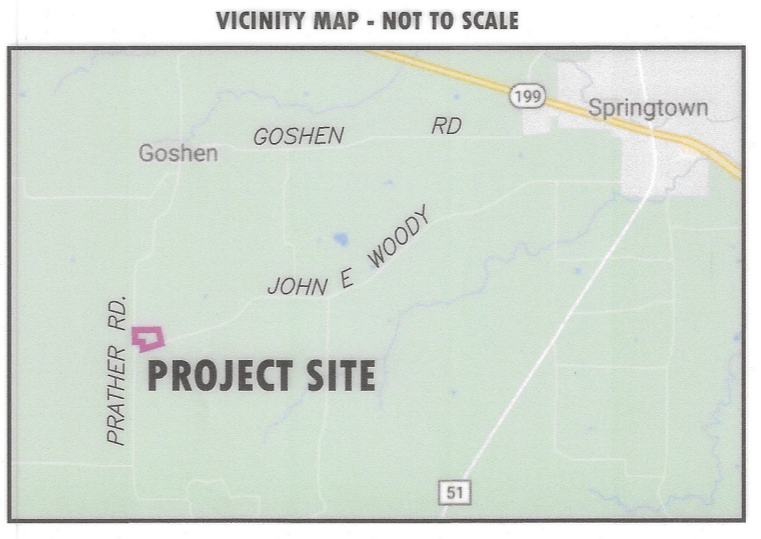 VICINITY MAP - NOT TO SCALE
199
Springtown
GOSHEN RD
Goshen
JOHN E WOODY
PRATHER RD.
PROJECT SITE
51